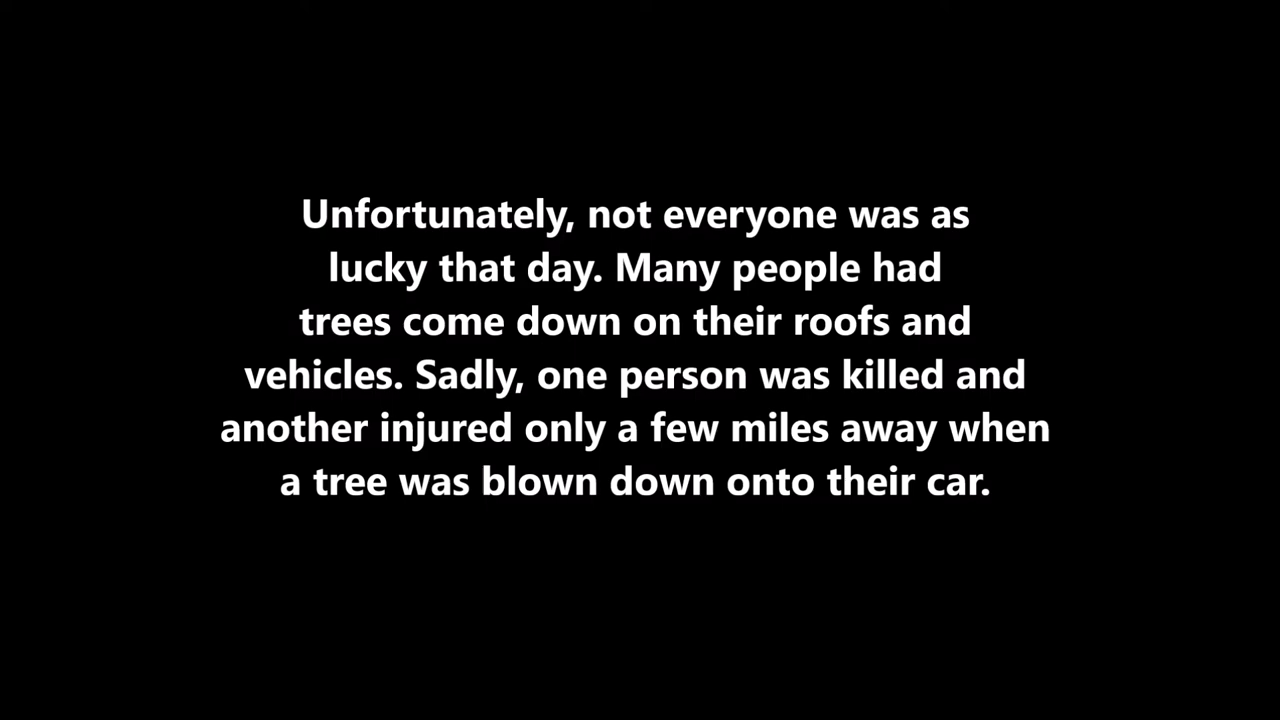 Unfortunately, not everyone was as
lucky that day. Many people had
trees come down on their roofs and
vehicles. Sadly, one person was killed and
another injured only a few miles away when
a tree was blown down onto their car.